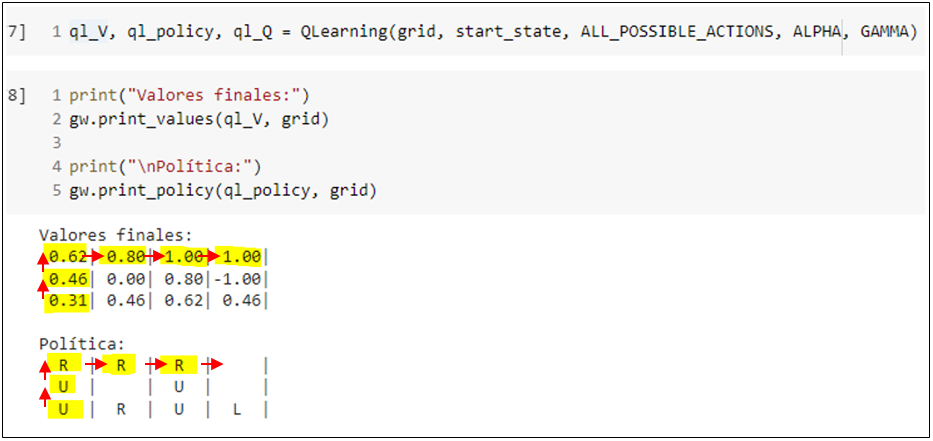 7] 1 ql_V, ql_policy, ql_Q = QLearning(grid, start_state, ALL_POSSIBLE_ACTIONS, ALPHA, GAMMA)
8] 1 print("Valores finales:")
2 gw.print_values(ql_V, grid)
3
4 print("\nPolítica:")
5 gw.print_policy(ql_policy, grid)
Valores finales:
0.62| 0.80| 1.00| 1.00|
0.46| 0.00| 0.80|-1.00|
0.31| 0.46| 0.62| 0.46|
Política:
R | R | R | |
U | | U | |
U | R | U | L |